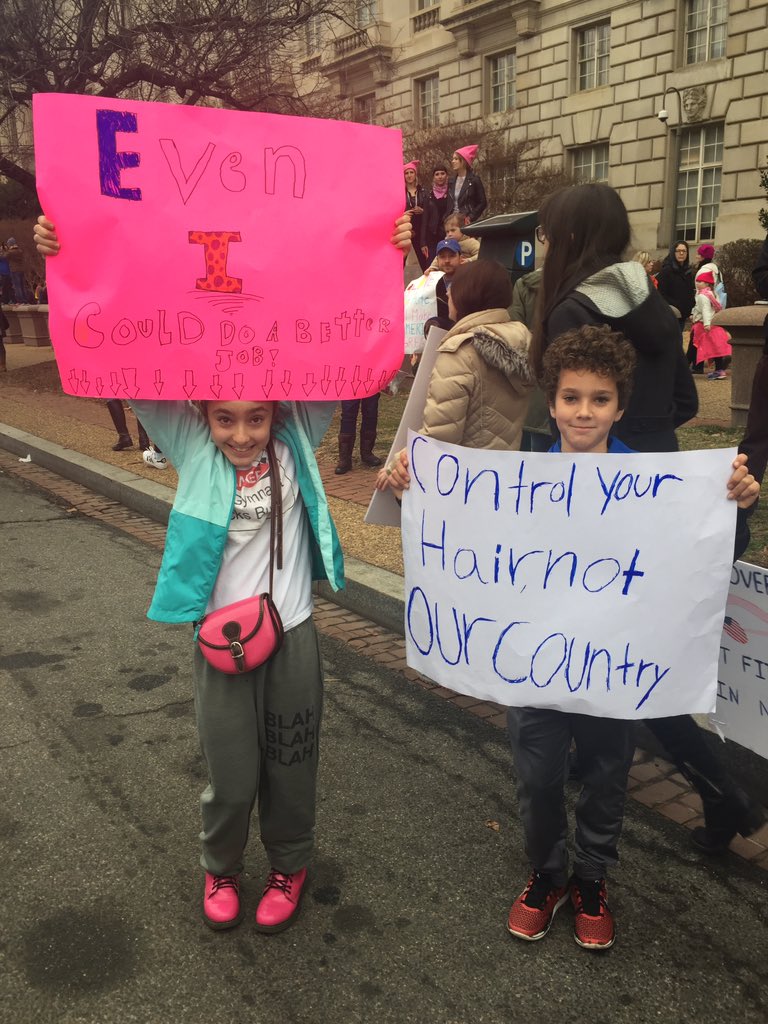 Even
I
COULD DO A BETTER
JOB!
Control your
Hair, not
OUR Country
BLAH
BLAH
BLAH
P